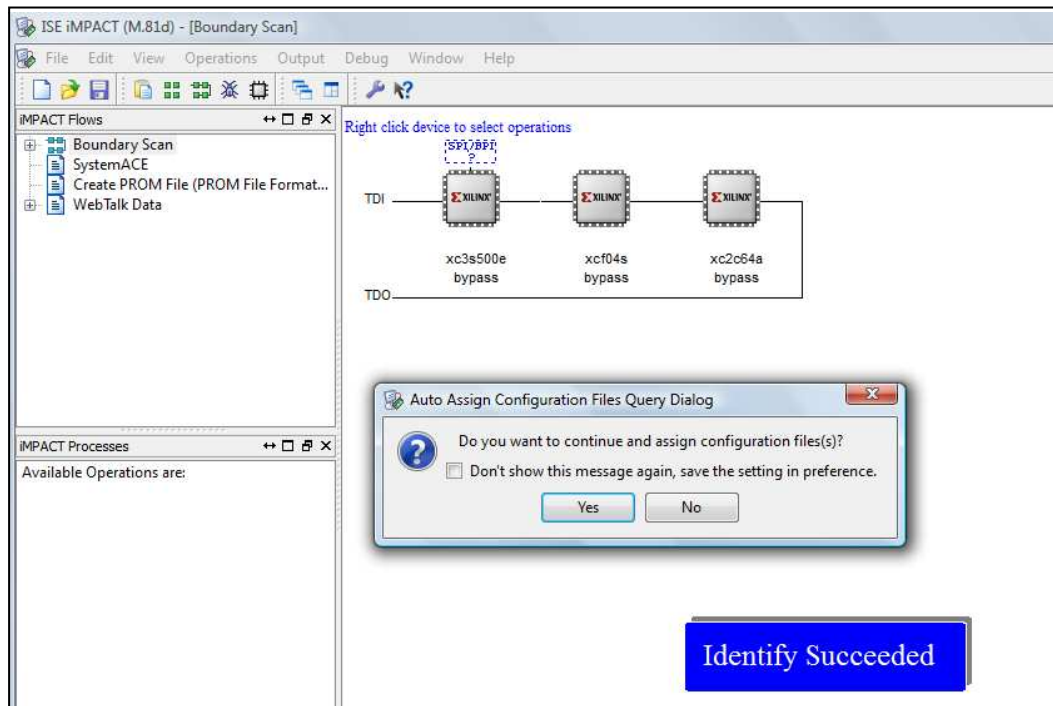 ISE iMPACT (M.81d) - [Boundary Scan]
File Edit View Operations Output Debug Window Help
iMPACT Flows
Boundary Scan
SystemACE
Create PROM File (PROM File Format...
WebTalk Data
Right click device to select operations
SPI/BPI
?
TDI
XILINX XILINX XILINX
xc3s500e xcf04s xc2c64a
bypass bypass bypass
TDO
Auto Assign Configuration Files Query Dialog
Do you want to continue and assign configuration files(s)?
Don't show this message again, save the setting in preference.
Yes No
iMPACT Processes
Available Operations are:
Identify Succeeded